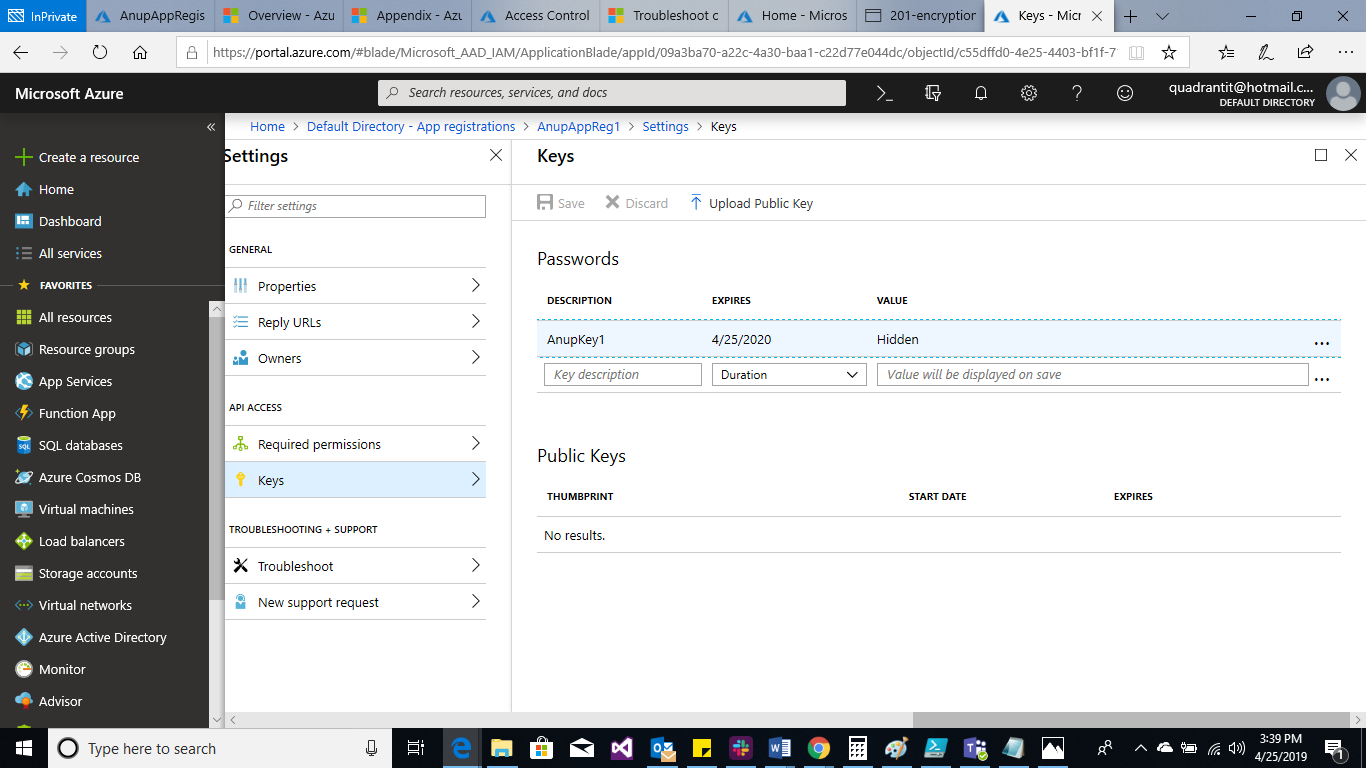 InPrivate
AnupAppRegis
Overview - Azu
Appendix - Azu
Access Control
Troubleshoot c
Home - Micros
201-encryption
Keys - Micr
https://portal.azure.com/#blade/Microsoft_AAD_IAM/ApplicationBlade/appId/09a3ba70-a22c-4a30-baa1-c22d77e044dc/objectId/c55dffd0-4e25-4403-bf1f-7
Microsoft Azure
Search resources, services, and docs
quadrantit@hotmail.c...
DEFAULT DIRECTORY
Home > Default Directory - App registrations > AnupAppReg1 > Settings > Keys
Create a resource
Home
Dashboard
All services
FAVORITES
All resources
Resource groups
App Services
Function App
SQL databases
Azure Cosmos DB
Virtual machines
Load balancers
Storage accounts
Virtual networks
Azure Active Directory
Monitor
Advisor
Settings
Filter settings
GENERAL
Properties
Reply URLs
Owners
API ACCESS
Required permissions
Keys
TROUBLESHOOTING + SUPPORT
Troubleshoot
New support request
Keys
Save Discard Upload Public Key
Passwords
DESCRIPTION EXPIRES VALUE
AnupKey1 4/25/2020 Hidden ...
Key description Duration Value will be displayed on save ...
Public Keys
THUMBPRINT START DATE EXPIRES
No results.
Type here to search
3:39 PM
4/25/2019
1